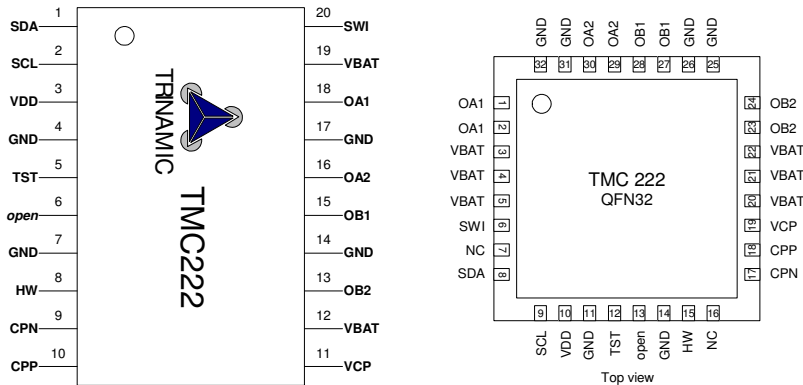 1 20
SDA SWI
2 19
SCL VBAT
3 18
VDD OA1
4 17
GND GND
5 16
TST OA2
6 15
open OB1
7 14
GND GND
8 13
HW OB2
9 12
CPN VBAT
10 11
CPP VCP
TRINAMIC
TMC222
GND GND OA2 OA2 OB1 OB1 GND GND
32 31 30 29 28 27 26 25
OA1 1 24 OB2
OA1 2 23 OB2
VBAT 3 22 VBAT
VBAT 4 21 VBAT
VBAT 5 20 VBAT
SWI 6 19 VCP
NC 7 18 CPP
SDA 8 17 CPN
TMC 222
QFN32
9 10 11 12 13 14 15 16
SCL VDD GND TST open GND HW NC
Top view